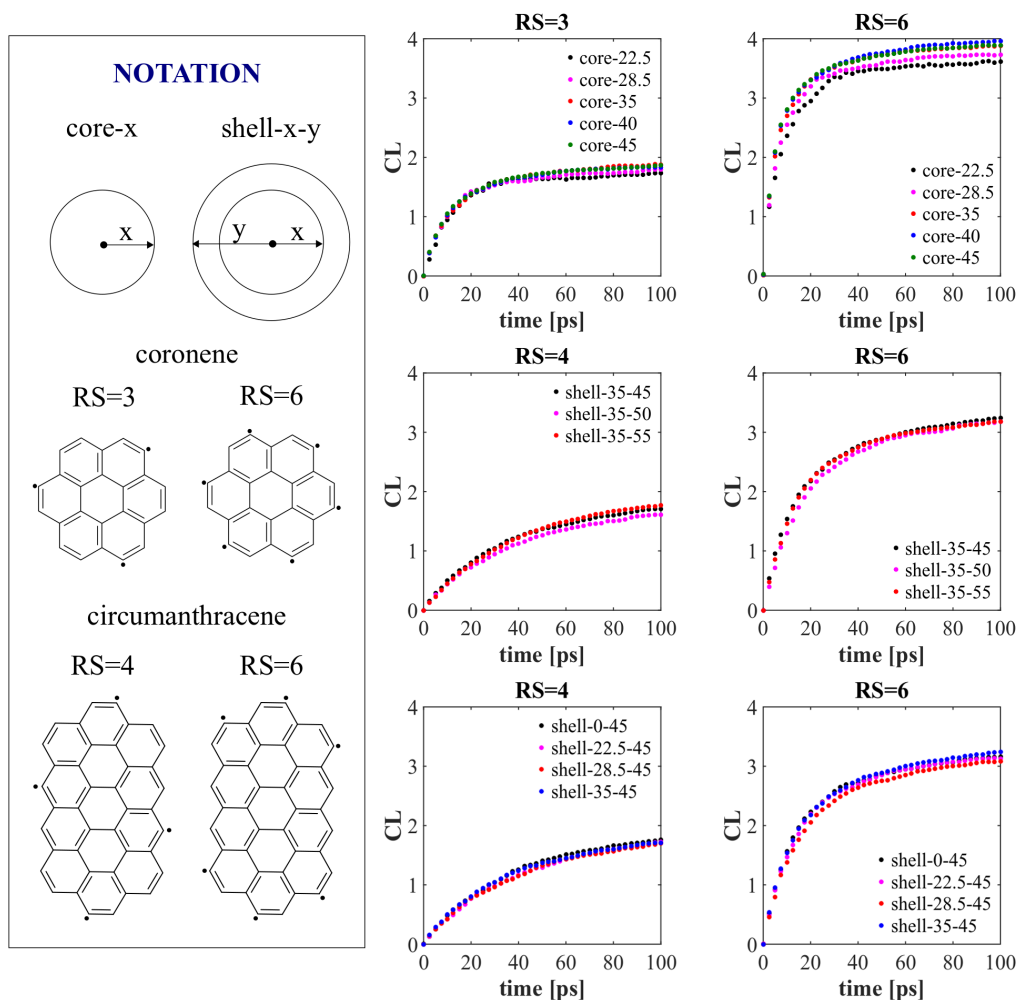 NOTATION
core-x
shell-x-y
x
y
x
coronene
RS=3
RS=6
circumanthracene
RS=4
RS=6
RS=3
CL
4
3
2
1
0
core-22.5
core-28.5
core-35
core-40
core-45
0 20 40 60 80 100
time [ps]
RS=6
CL
4
3
2
1
0
core-22.5
core-28.5
core-35
core-40
core-45
0 20 40 60 80 100
time [ps]
RS=4
CL
4
3
2
1
0
shell-35-45
shell-35-50
shell-35-55
0 20 40 60 80 100
time [ps]
RS=6
CL
4
3
2
1
0
shell-35-45
shell-35-50
shell-35-55
0 20 40 60 80 100
time [ps]
RS=4
CL
4
3
2
1
0
shell-0-45
shell-22.5-45
shell-28.5-45
shell-35-45
0 20 40 60 80 100
time [ps]
RS=6
CL
4
3
2
1
0
shell-0-45
shell-22.5-45
shell-28.5-45
shell-35-45
0 20 40 60 80 100
time [ps]